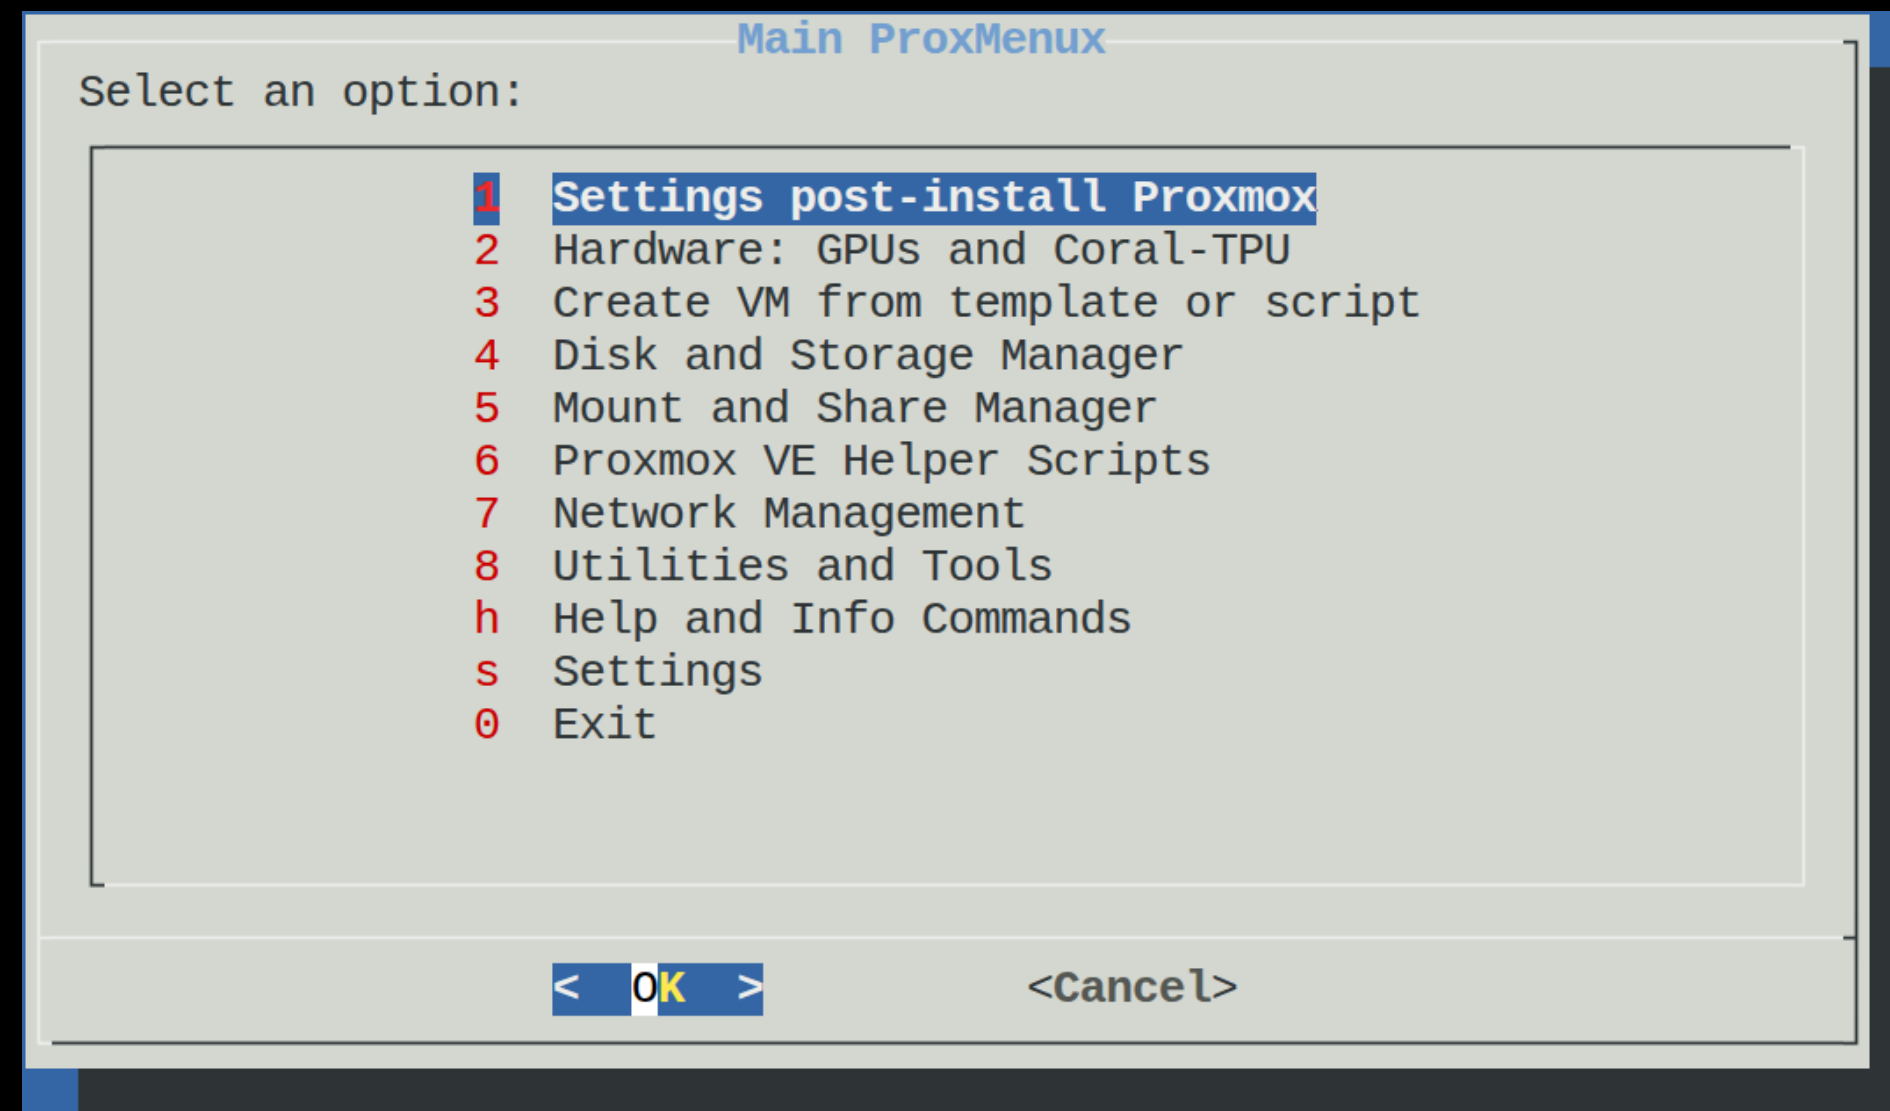 Main ProxMenux
Select an option:
1 Settings post-install Proxmox
2 Hardware: GPUs and Coral-TPU
3 Create VM from template or script
4 Disk and Storage Manager
5 Mount and Share Manager
6 Proxmox VE Helper Scripts
7 Network Management
8 Utilities and Tools
h Help and Info Commands
s Settings
0 Exit
< OK > <Cancel>